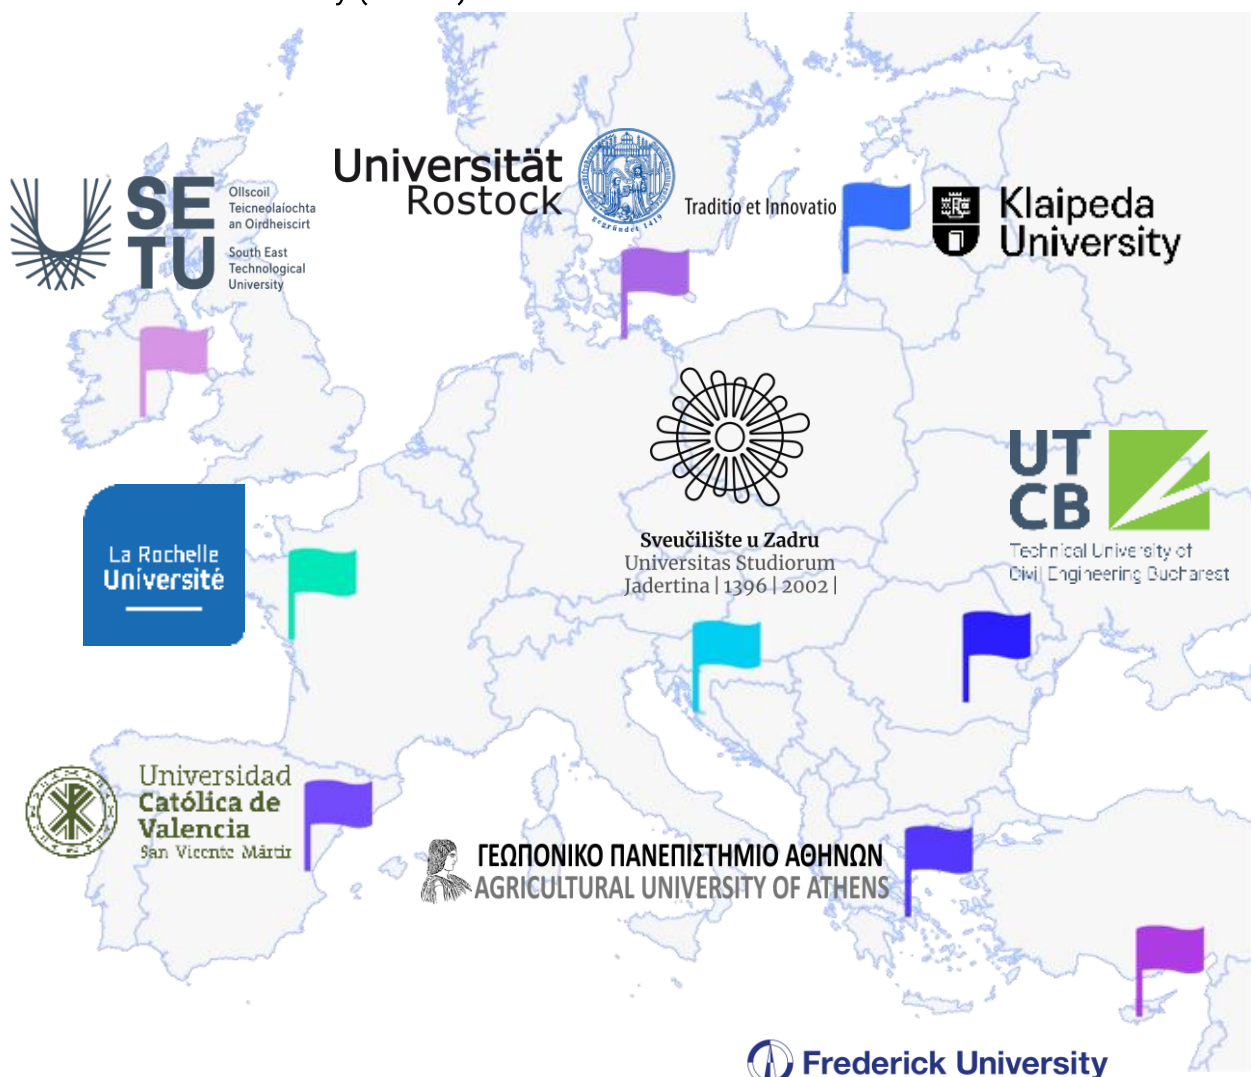 SE
TU
Ollscoil
Teicneolaíochta
an Oirdheiscirt
South East
Technological
University
Universität
Rostock
gegründet 1419
Traditio et Innovatio
Klaipeda
University
Sveučilište u Zadru
Universitas Studiorum
Jadertina | 1396 | 2002 |
UT
CB
Technical University of
Civil Engineering Bucharest
La Rochelle
Université
Universidad
Católica de
Valencia
San Vicente Mártir
ΓΕΩΠΟΝΙΚΟ ΠΑΝΕΠΙΣΤΗΜΙΟ ΑΘΗΝΩΝ
AGRICULTURAL UNIVERSITY OF ATHENS
Frederick University